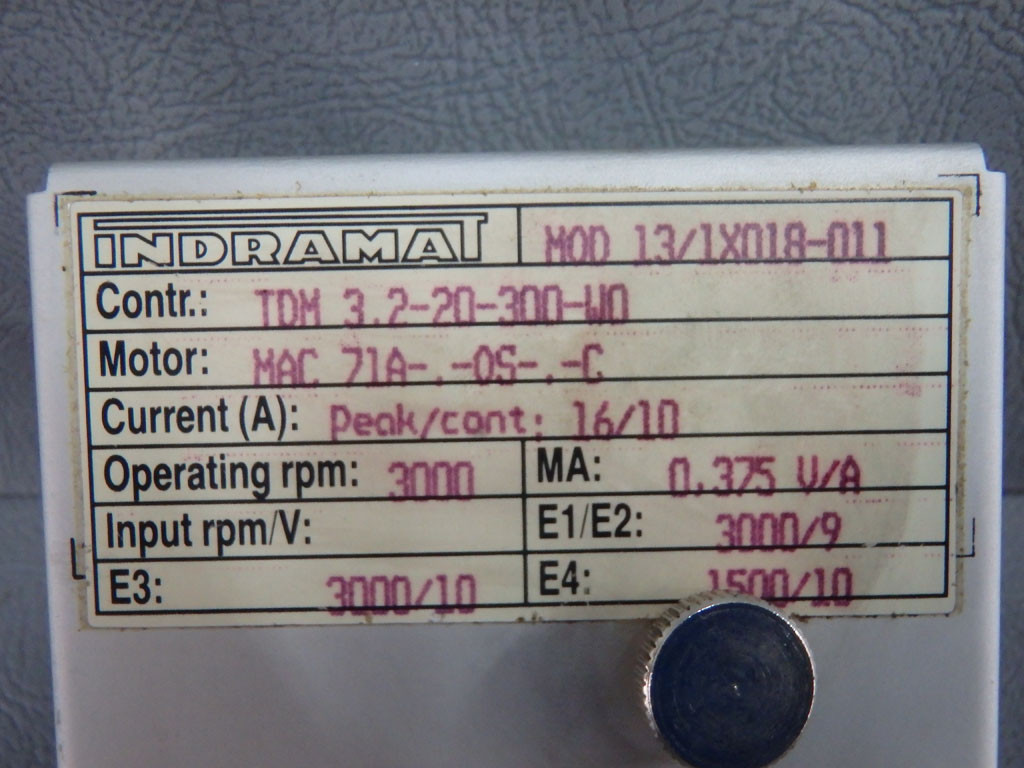 INDRAMAT MOD 13/1X018-011
Contr.: TDM 3.2-20-300-W0
Motor: MAC 71A-.-0S-.-C
Current (A): Peak/cont: 16/10
Operating rpm: 3000 MA: 0.375 V/A
Input rpm/V: E1/E2: 3000/9
E3: 3000/10 E4: 1500/10